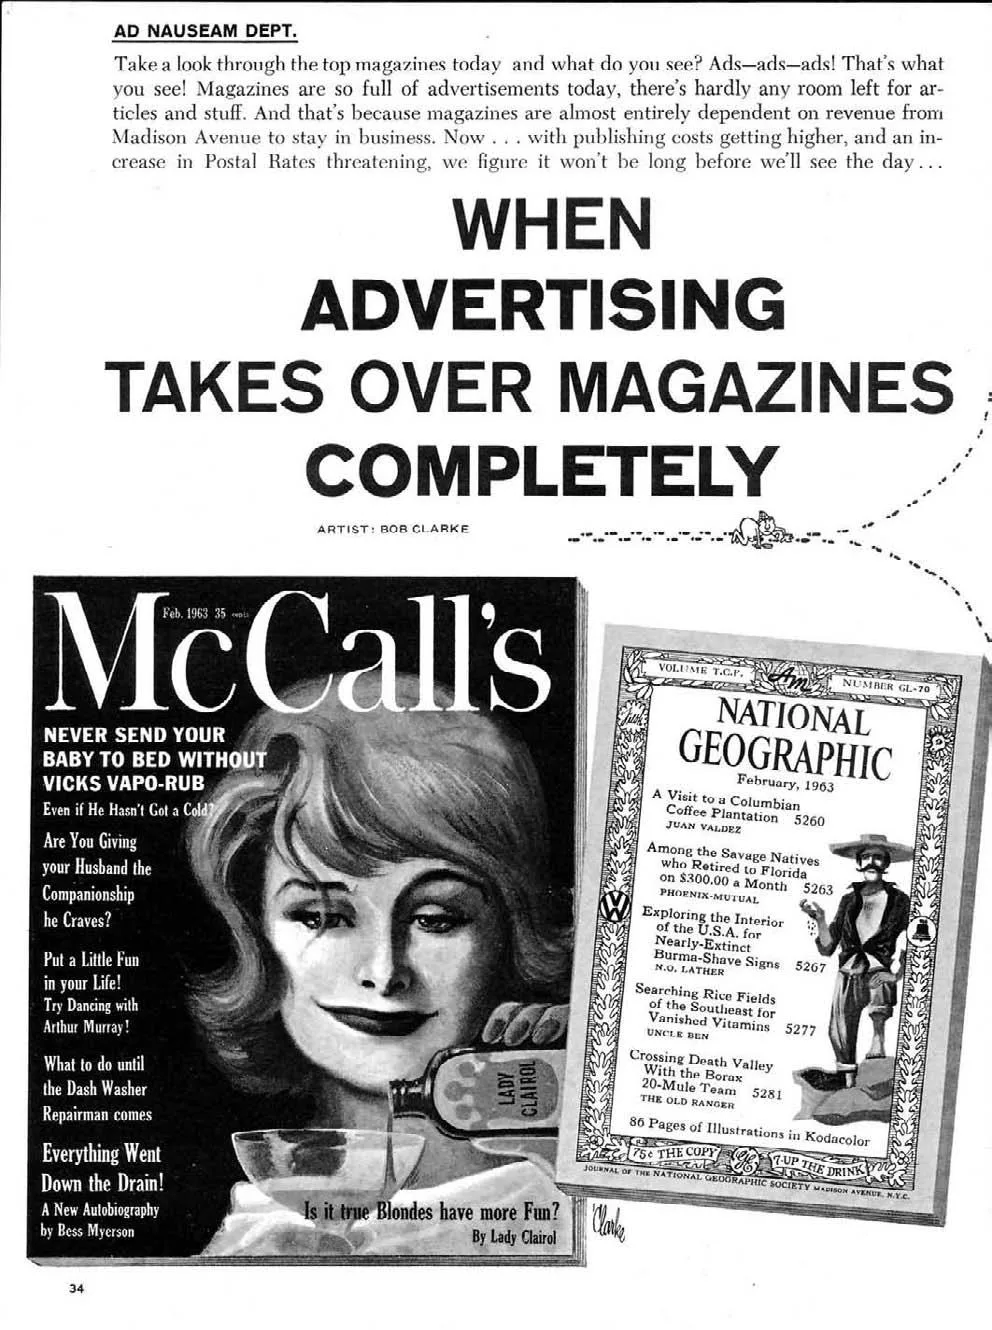 AD NAUSEAM DEPT.
Take a look through the top magazines today and what do you see? Ads—ads—ads! That's what
you see! Magazines are so full of advertisements today, there's hardly any room left for ar-
ticles and stuff. And that's because magazines are almost entirely dependent on revenue from
Madison Avenue to stay in business. Now . . . with publishing costs getting higher, and an in-
crease in Postal Rates threatening, we figure it won't be long before we'll see the day . . .
WHEN
ADVERTISING
TAKES OVER MAGAZINES
COMPLETELY
ARTIST: BOB CLARKE
McCall's
Feb. 1963 35 cents
NEVER SEND YOUR
BABY TO BED WITHOUT
VICKS VAPO-RUB
Even if He Hasn't Got a Cold?
Are You Giving
your Husband the
Companionship
he Craves?
Put a Little Fun
in your Life!
Try Dancing with
Arthur Murray!
What to do until
the Dash Washer
Repairman comes
Everything Went
Down the Drain!
A New Autobiography
by Bess Myerson
LADY
CLAIROL
Is it true Blondes have more Fun?
By Lady Clairol
VOLUME T.C.P.
NUMBER GL-70
NATIONAL
GEOGRAPHIC
February, 1963
A Visit to a Columbian
Coffee Plantation 5260
JUAN VALDEZ
Among the Savage Natives
who Retired to Florida
on $300.00 a Month 5263
PHOENIX-MUTUAL
Exploring the Interior
of the U.S.A. for
Nearly-Extinct
Burma-Shave Signs 5267
N.O. LATHER
Searching Rice Fields
of the Southeast for
Vanished Vitamins 5277
UNCLE BEN
Crossing Death Valley
With the Borax
20-Mule Team 5281
THE OLD RANGER
86 Pages of Illustrations in Kodacolor
75¢ THE COPY
GE
7-UP THE DRINK
JOURNAL OF THE NATIONAL GEOGRAPHIC SOCIETY MADISON AVENUE, N.Y.C.
VW
Clarke
34